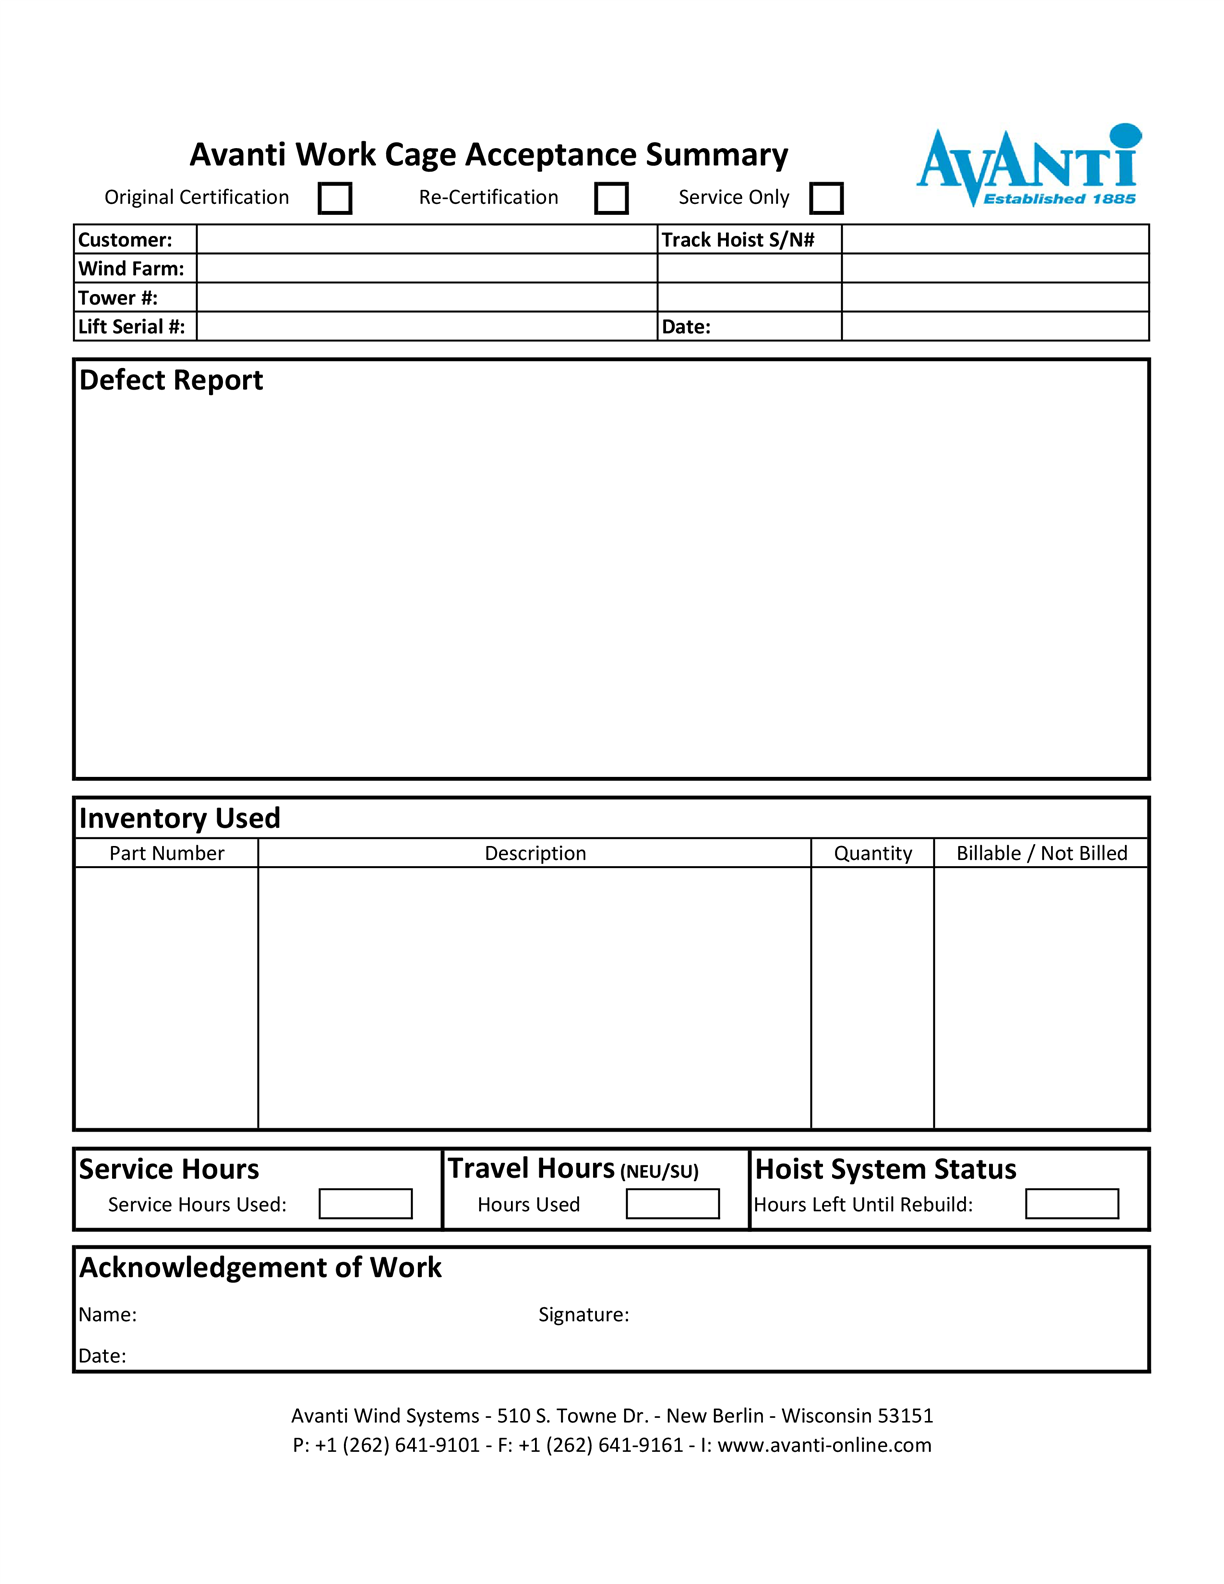 Avanti Work Cage Acceptance Summary
AVANTi
Established 1885
Original Certification Re-Certification Service Only
Customer: Track Hoist S/N#
Wind Farm:
Tower #:
Lift Serial #: Date:
Defect Report
Inventory Used
Part Number Description Quantity Billable / Not Billed
Service Hours Travel Hours (NEU/SU) Hoist System Status
Service Hours Used: Hours Used Hours Left Until Rebuild:
Acknowledgement of Work
Name: Signature:
Date:
Avanti Wind Systems - 510 S. Towne Dr. - New Berlin - Wisconsin 53151
P: +1 (262) 641-9101 - F: +1 (262) 641-9161 - I: www.avanti-online.com